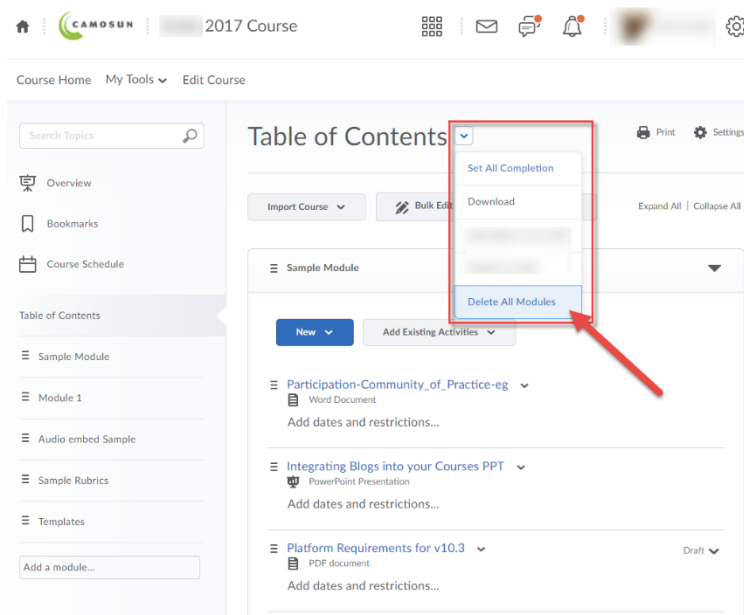 CAMOSUN
2017 Course
Course Home My Tools Edit Course
Search Topics
Overview
Bookmarks
Course Schedule
Table of Contents
Sample Module
Module 1
Audio embed Sample
Sample Rubrics
Templates
Add a module...
Table of Contents
Print Settings
Set All Completion
Download
Delete All Modules
Import Course Bulk Edit
Expand All | Collapse All
Sample Module
New Add Existing Activities
Participation-Community_of_Practice-eg
Word Document
Add dates and restrictions...
Integrating Blogs into your Courses PPT
PowerPoint Presentation
Add dates and restrictions...
Platform Requirements for v10.3 Draft
PDF document
Add dates and restrictions...